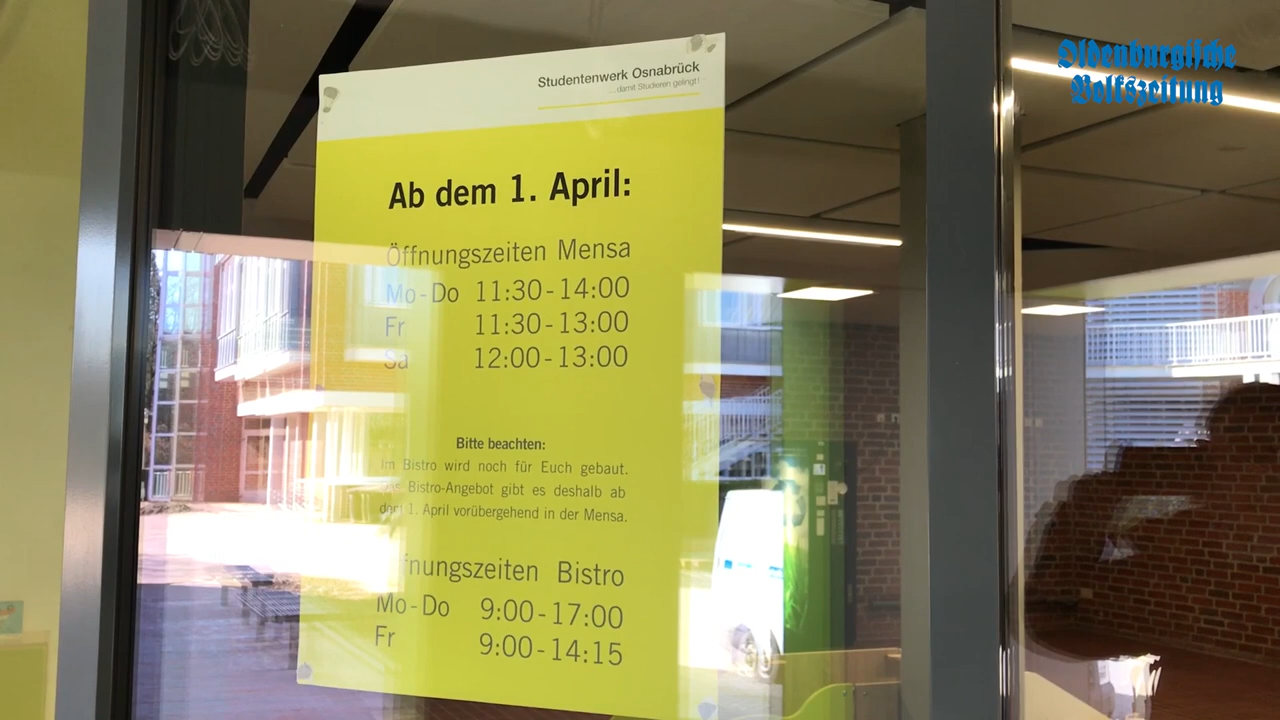 Oldenburgische
Volkszeitung
Studentenwerk Osnabrück
...damit Studieren gelingt!
Ab dem 1. April:
Öffnungszeiten Mensa
Mo-Do 11:30-14:00
Fr 11:30-13:00
Sa 12:00-13:00
Bitte beachten:
Im Bistro wird noch für Euch gebaut.
Das Bistro-Angebot gibt es deshalb ab
dem 1. April vorübergehend in der Mensa.
Öffnungszeiten Bistro
Mo-Do 9:00-17:00
Fr 9:00-14:15